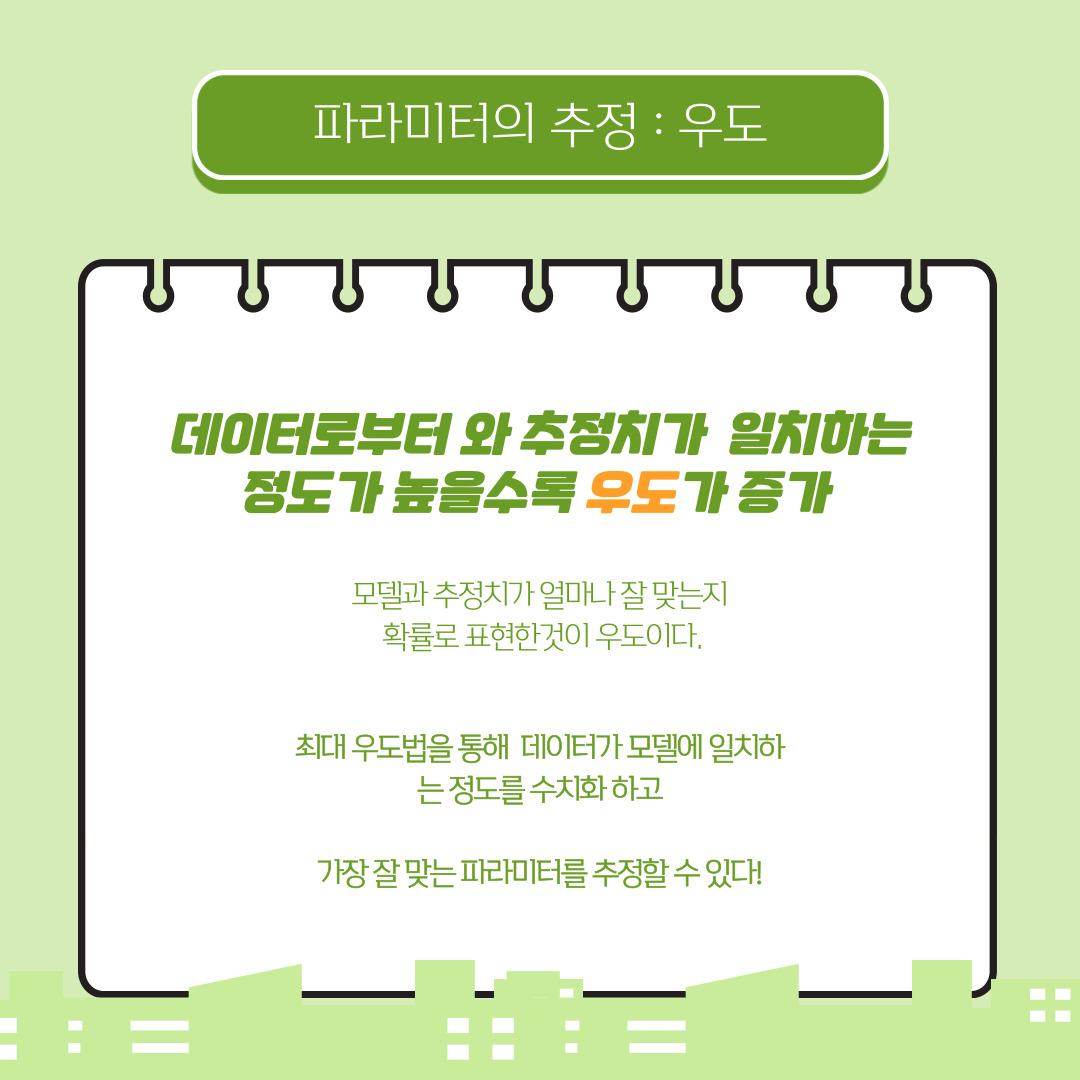 파라미터의 추정 : 우도
데이터로부터 와 추정치가 일치하는
정도가 높을수록 우도가 증가
모델과 추정치가 얼마나 잘 맞는지
확률로 표현한것이 우도이다.
최대 우도법을 통해 데이터가 모델에 일치하
는 정도를 수치화 하고
가장 잘 맞는 파라미터를 추정할 수 있다!